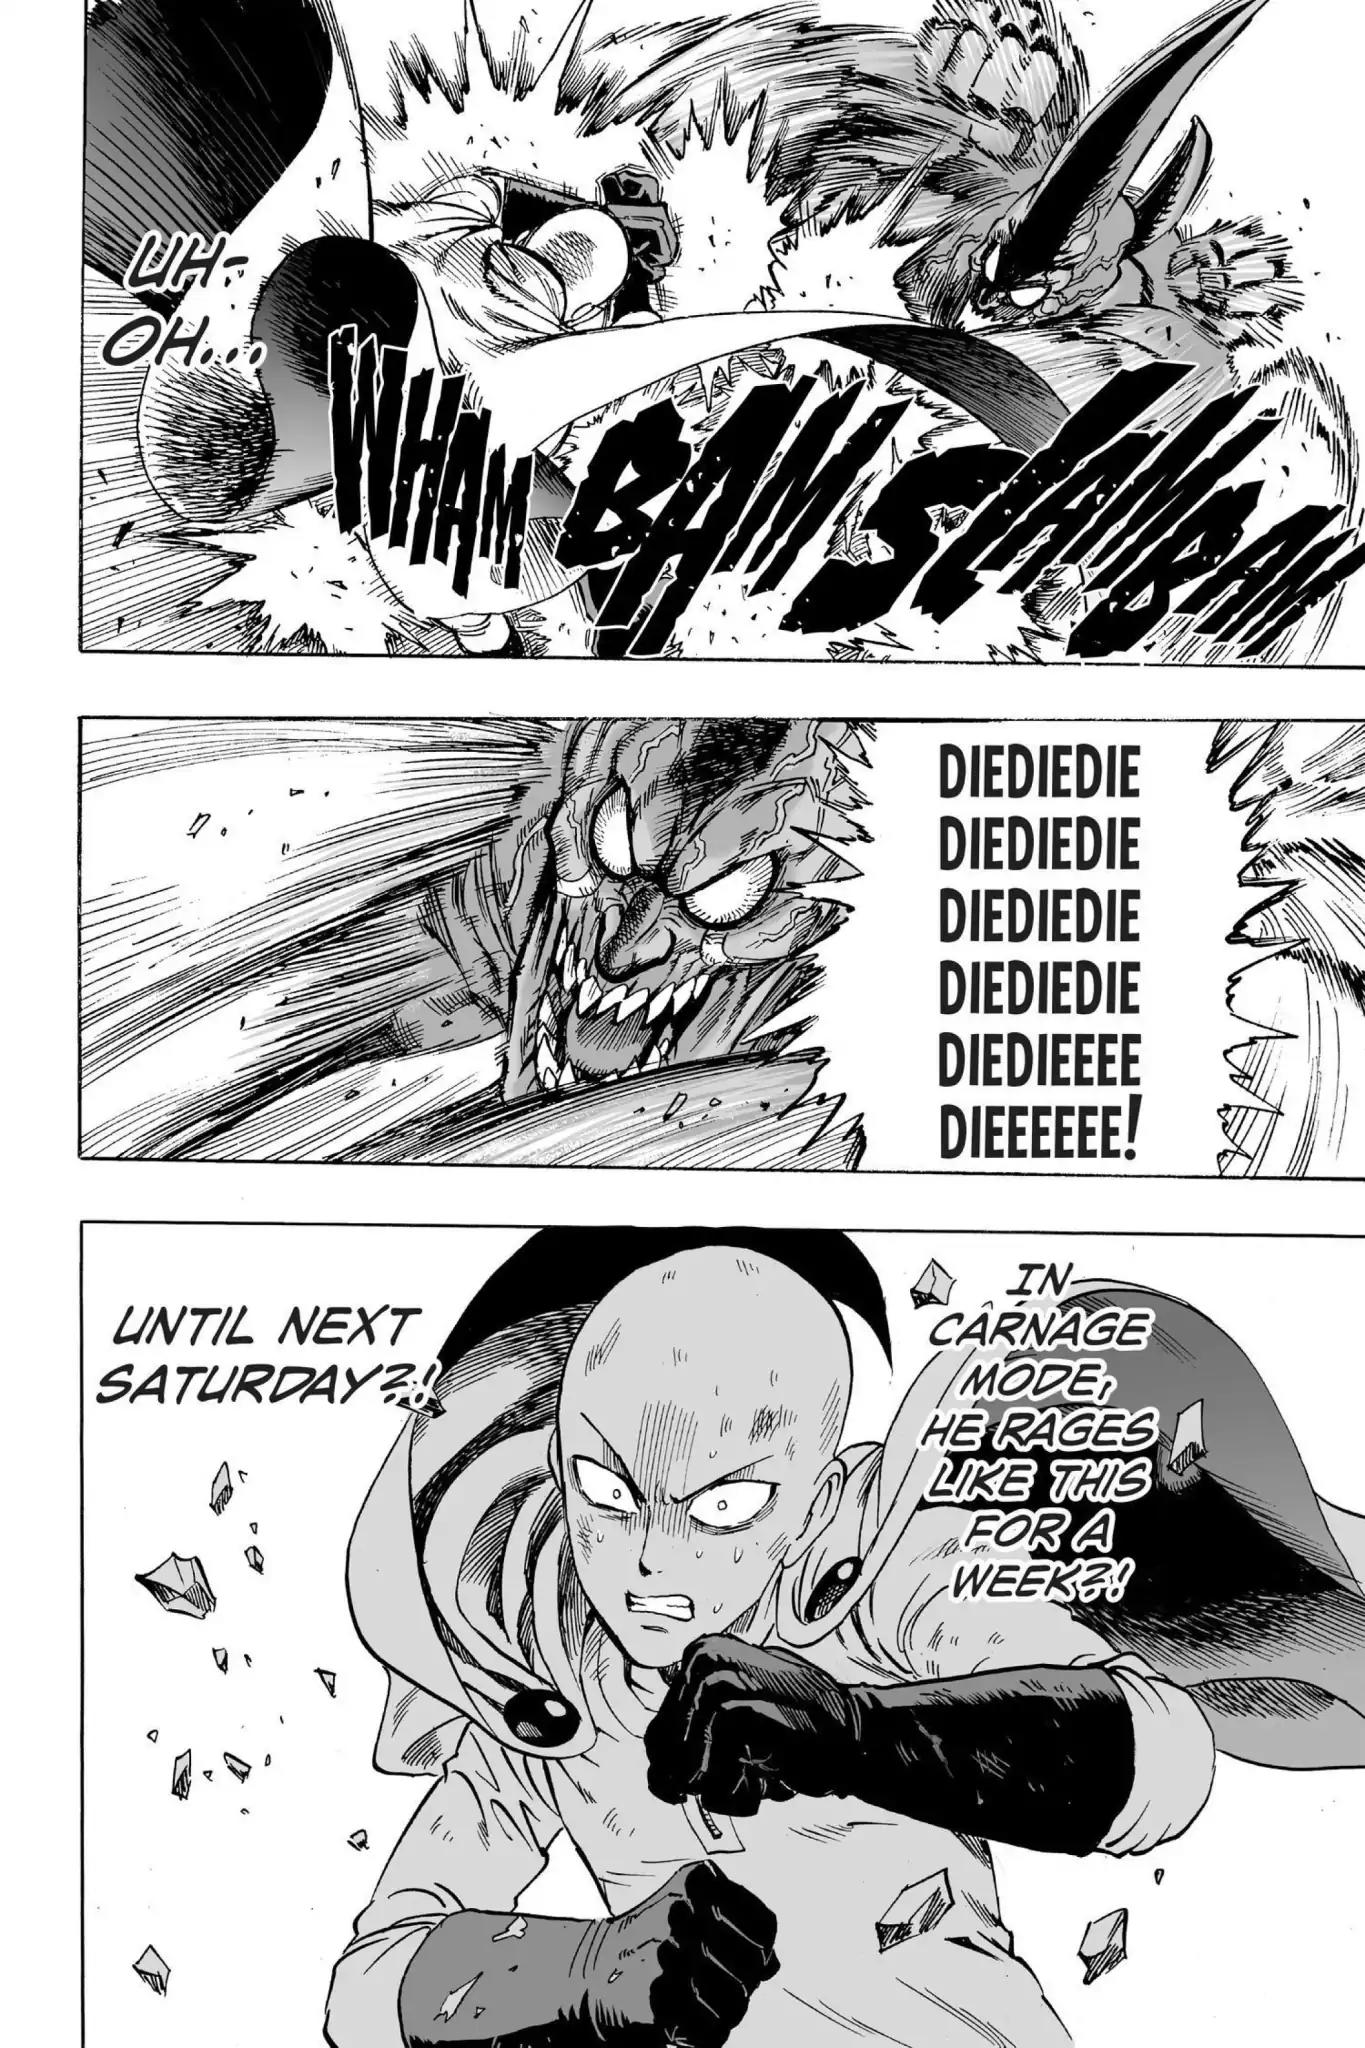 UH-
OH...
WHAM BAM SLAM BAM
DIEDIEDIE
DIEDIEDIE
DIEDIEDIE
DIEDIEDIE
DIEDIEEEE
DIEEEEEE!
IN
CARNAGE
MODE,
HE RAGES
LIKE THIS
FOR A
WEEK?!
UNTIL NEXT
SATURDAY?!